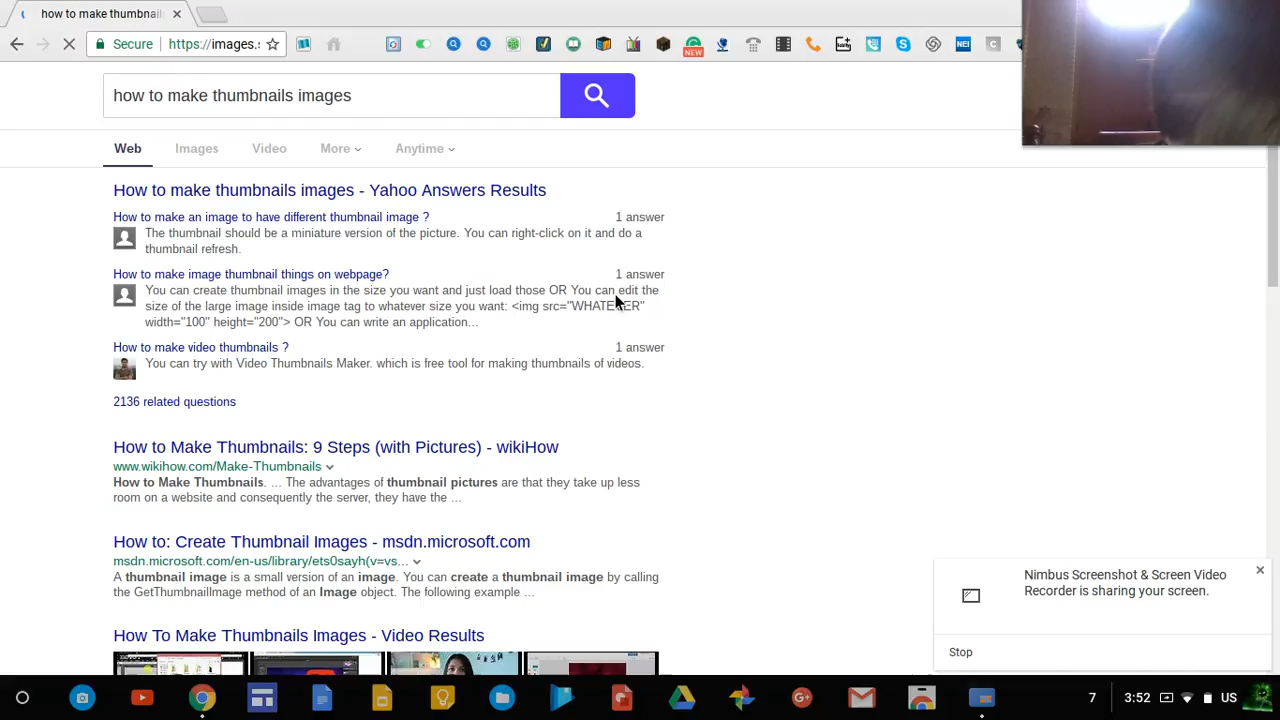 how to make thumbnails
Secure https://images.s
NEW
NEI
how to make thumbnails images
Web Images Video More Anytime
How to make thumbnails images - Yahoo Answers Results
How to make an image to have different thumbnail image ? 1 answer
The thumbnail should be a miniature version of the picture. You can right-click on it and do a
thumbnail refresh.
How to make image thumbnail things on webpage? 1 answer
You can create thumbnail images in the size you want and just load those OR You can edit the
size of the large image inside image tag to whatever size you want: <img src="WHATEVER"
width="100" height="200"> OR You can write an application...
How to make video thumbnails ? 1 answer
You can try with Video Thumbnails Maker. which is free tool for making thumbnails of videos.
2136 related questions
How to Make Thumbnails: 9 Steps (with Pictures) - wikiHow
www.wikihow.com/Make-Thumbnails
How to Make Thumbnails. ... The advantages of thumbnail pictures are that they take up less
room on a website and consequently the server, they have the ...
How to: Create Thumbnail Images - msdn.microsoft.com
msdn.microsoft.com/en-us/library/ets0sayh(v=vs...
A thumbnail image is a small version of an image. You can create a thumbnail image by calling
the GetThumbnailImage method of an Image object. The following example ...
How To Make Thumbnails Images - Video Results
Nimbus Screenshot & Screen Video
Recorder is sharing your screen.
Stop
7 3:52 US